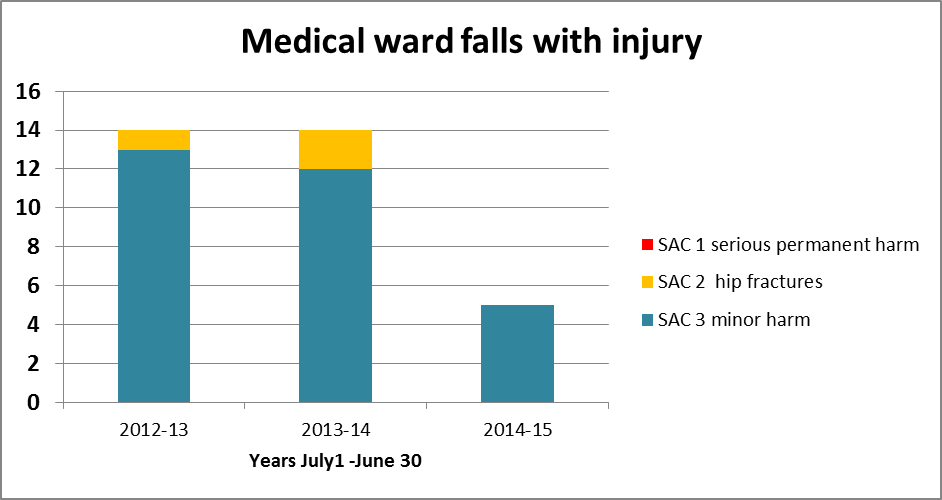 Medical ward falls with injury
16
14
12
10
8
6
4
2
0
2012-13 2013-14 2014-15
Years July1 -June 30
SAC 1 serious permanent harm
SAC 2  hip fractures
SAC 3 minor harm